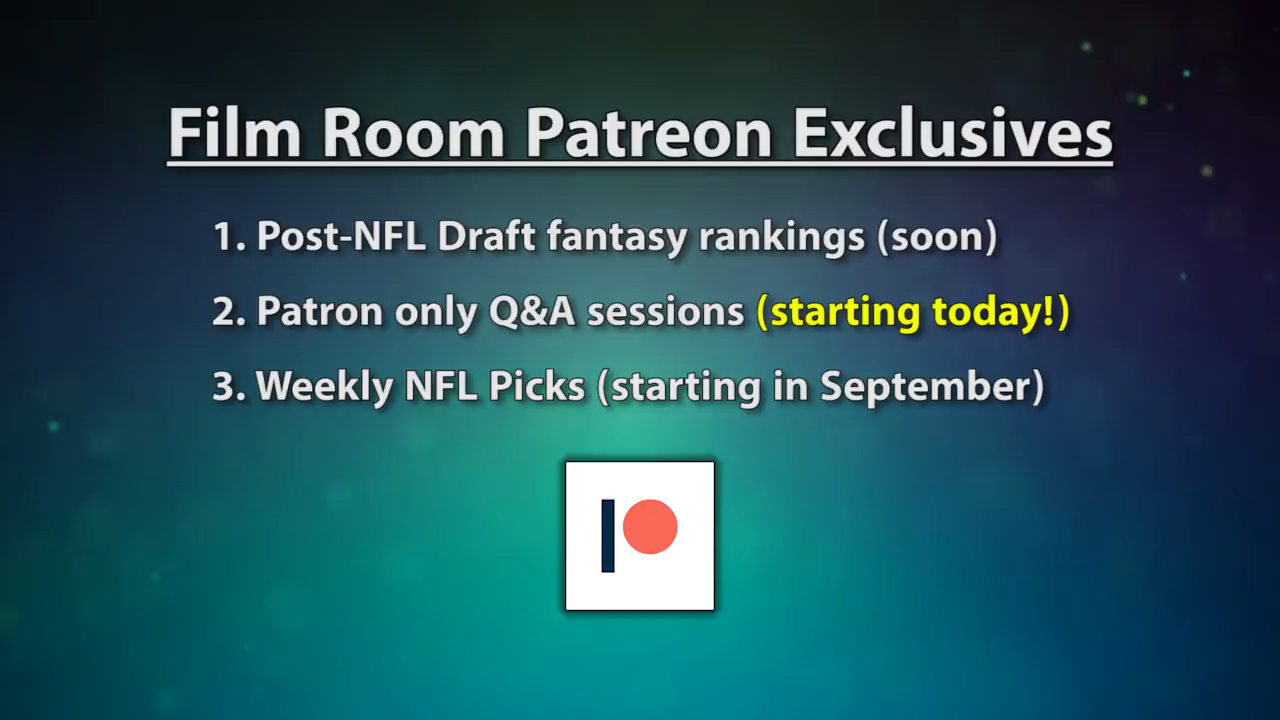 Film Room Patreon Exclusives
1. Post-NFL Draft fantasy rankings (soon)
2. Patron only Q&A sessions (starting today!)
3. Weekly NFL Picks (starting in September)